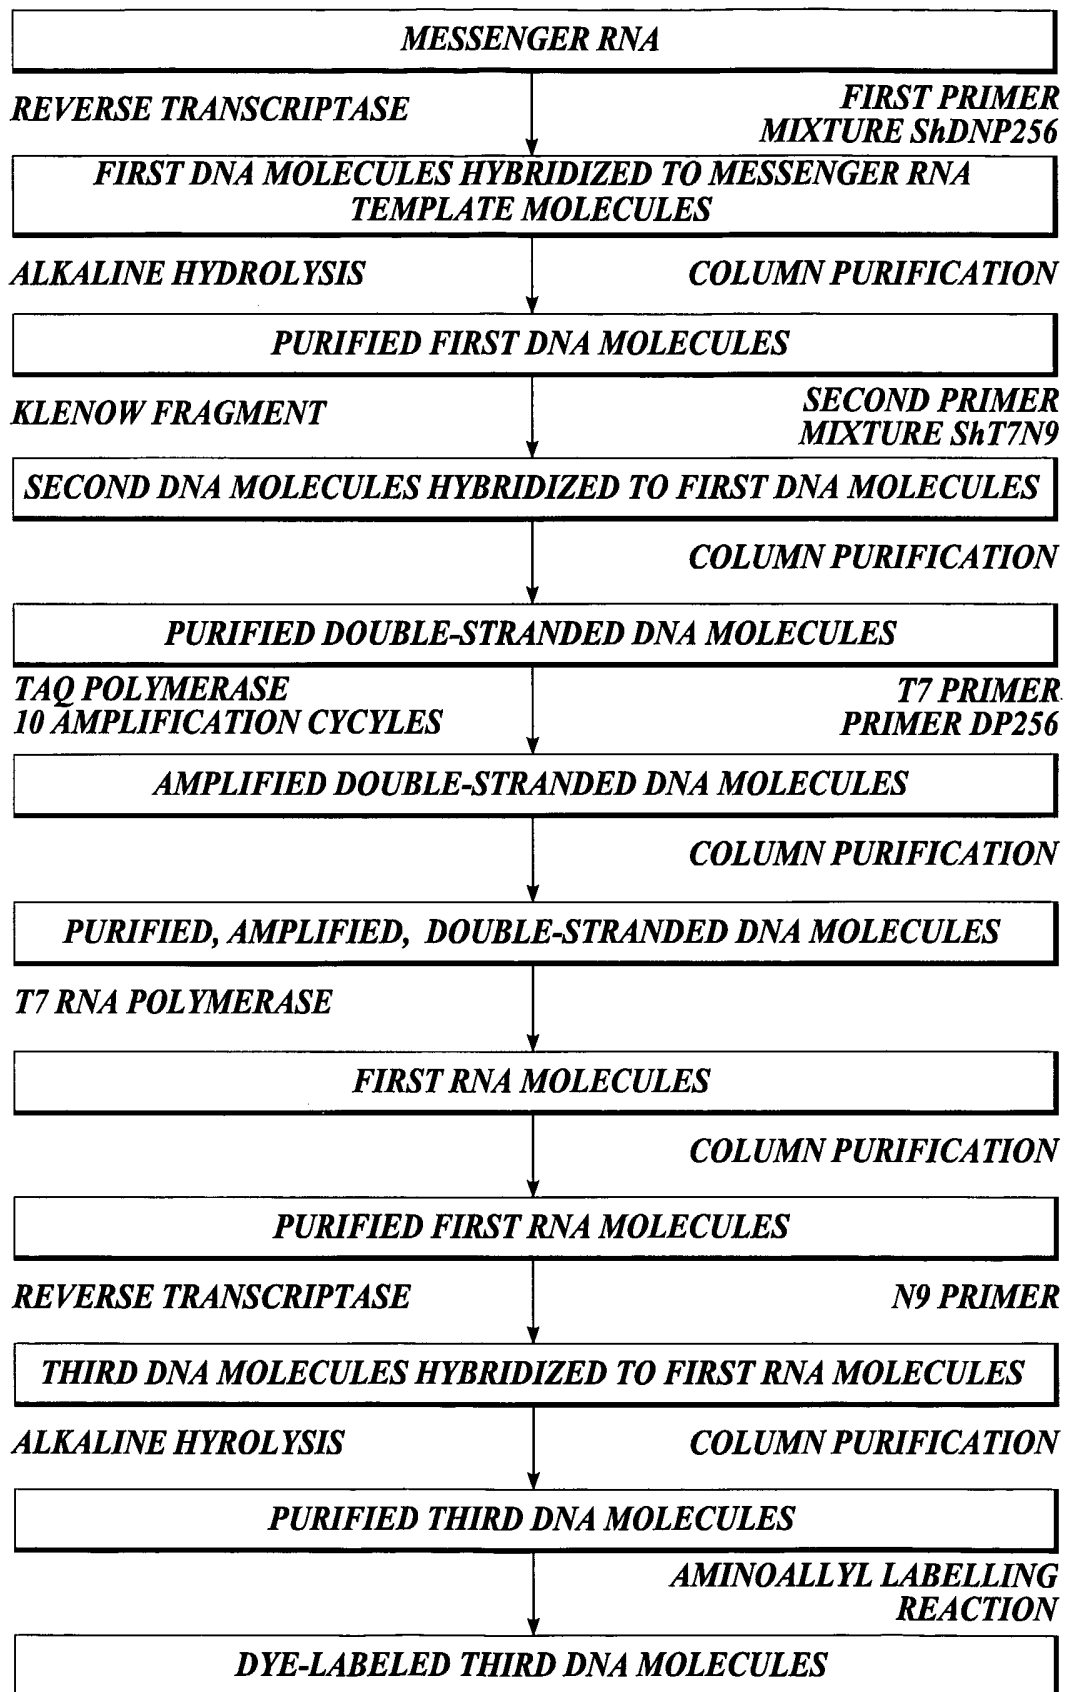 MESSENGER RNA
REVERSE TRANSCRIPTASE
FIRST PRIMER
MIXTURE ShDNP256
FIRST DNA MOLECULES HYBRIDIZED TO MESSENGER RNA
TEMPLATE MOLECULES
ALKALINE HYDROLYSIS
COLUMN PURIFICATION
PURIFIED FIRST DNA MOLECULES
KLENOW FRAGMENT
SECOND PRIMER
MIXTURE ShT7N9
SECOND DNA MOLECULES HYBRIDIZED TO FIRST DNA MOLECULES
COLUMN PURIFICATION
PURIFIED DOUBLE-STRANDED DNA MOLECULES
TAQ POLYMERASE
10 AMPLIFICATION CYCYLES
T7 PRIMER
PRIMER DP256
AMPLIFIED DOUBLE-STRANDED DNA MOLECULES
COLUMN PURIFICATION
PURIFIED, AMPLIFIED, DOUBLE-STRANDED DNA MOLECULES
T7 RNA POLYMERASE
FIRST RNA MOLECULES
COLUMN PURIFICATION
PURIFIED FIRST RNA MOLECULES
REVERSE TRANSCRIPTASE
N9 PRIMER
THIRD DNA MOLECULES HYBRIDIZED TO FIRST RNA MOLECULES
ALKALINE HYROLYSIS
COLUMN PURIFICATION
PURIFIED THIRD DNA MOLECULES
AMINOALLYL LABELLING
REACTION
DYE-LABELED THIRD DNA MOLECULES